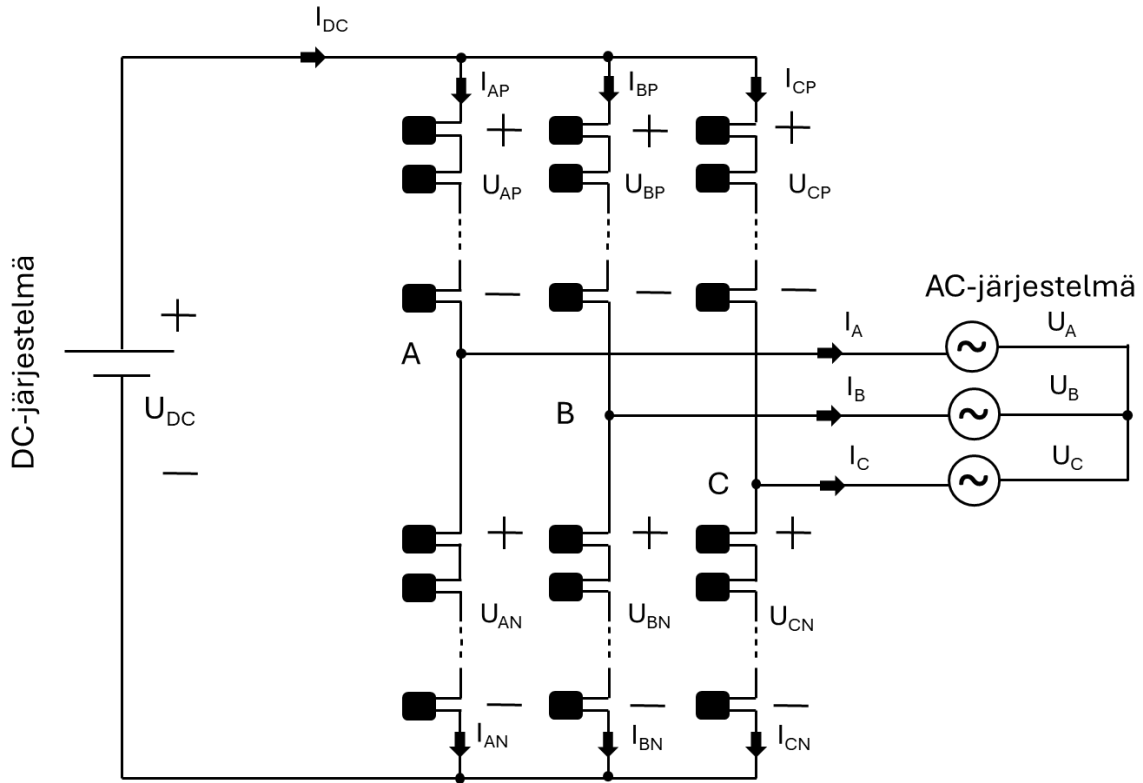 I_DC
I_AP
I_BP
I_CP
+
+
+
U_AP
U_BP
U_CP
DC-järjestelmä
+
—
—
—
AC-järjestelmä
A
I_A
~
U_A
U_DC
B
I_B
~
U_B
—
C
I_C
~
U_C
+
+
+
U_AN
U_BN
U_CN
—
—
—
I_AN
I_BN
I_CN